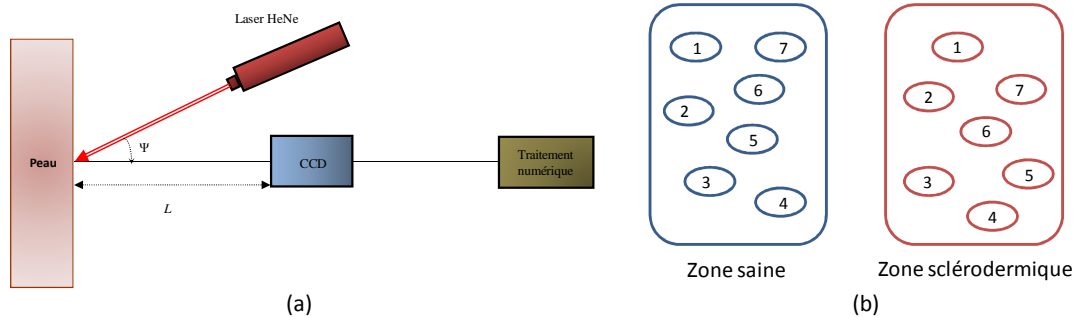 Laser HeNe
Ψ
Peau
CCD
Traitement
numérique
L
(a)
1
7
6
2
5
3
4
Zone saine
1
2
7
6
3
5
4
Zone sclérodermique
(b)